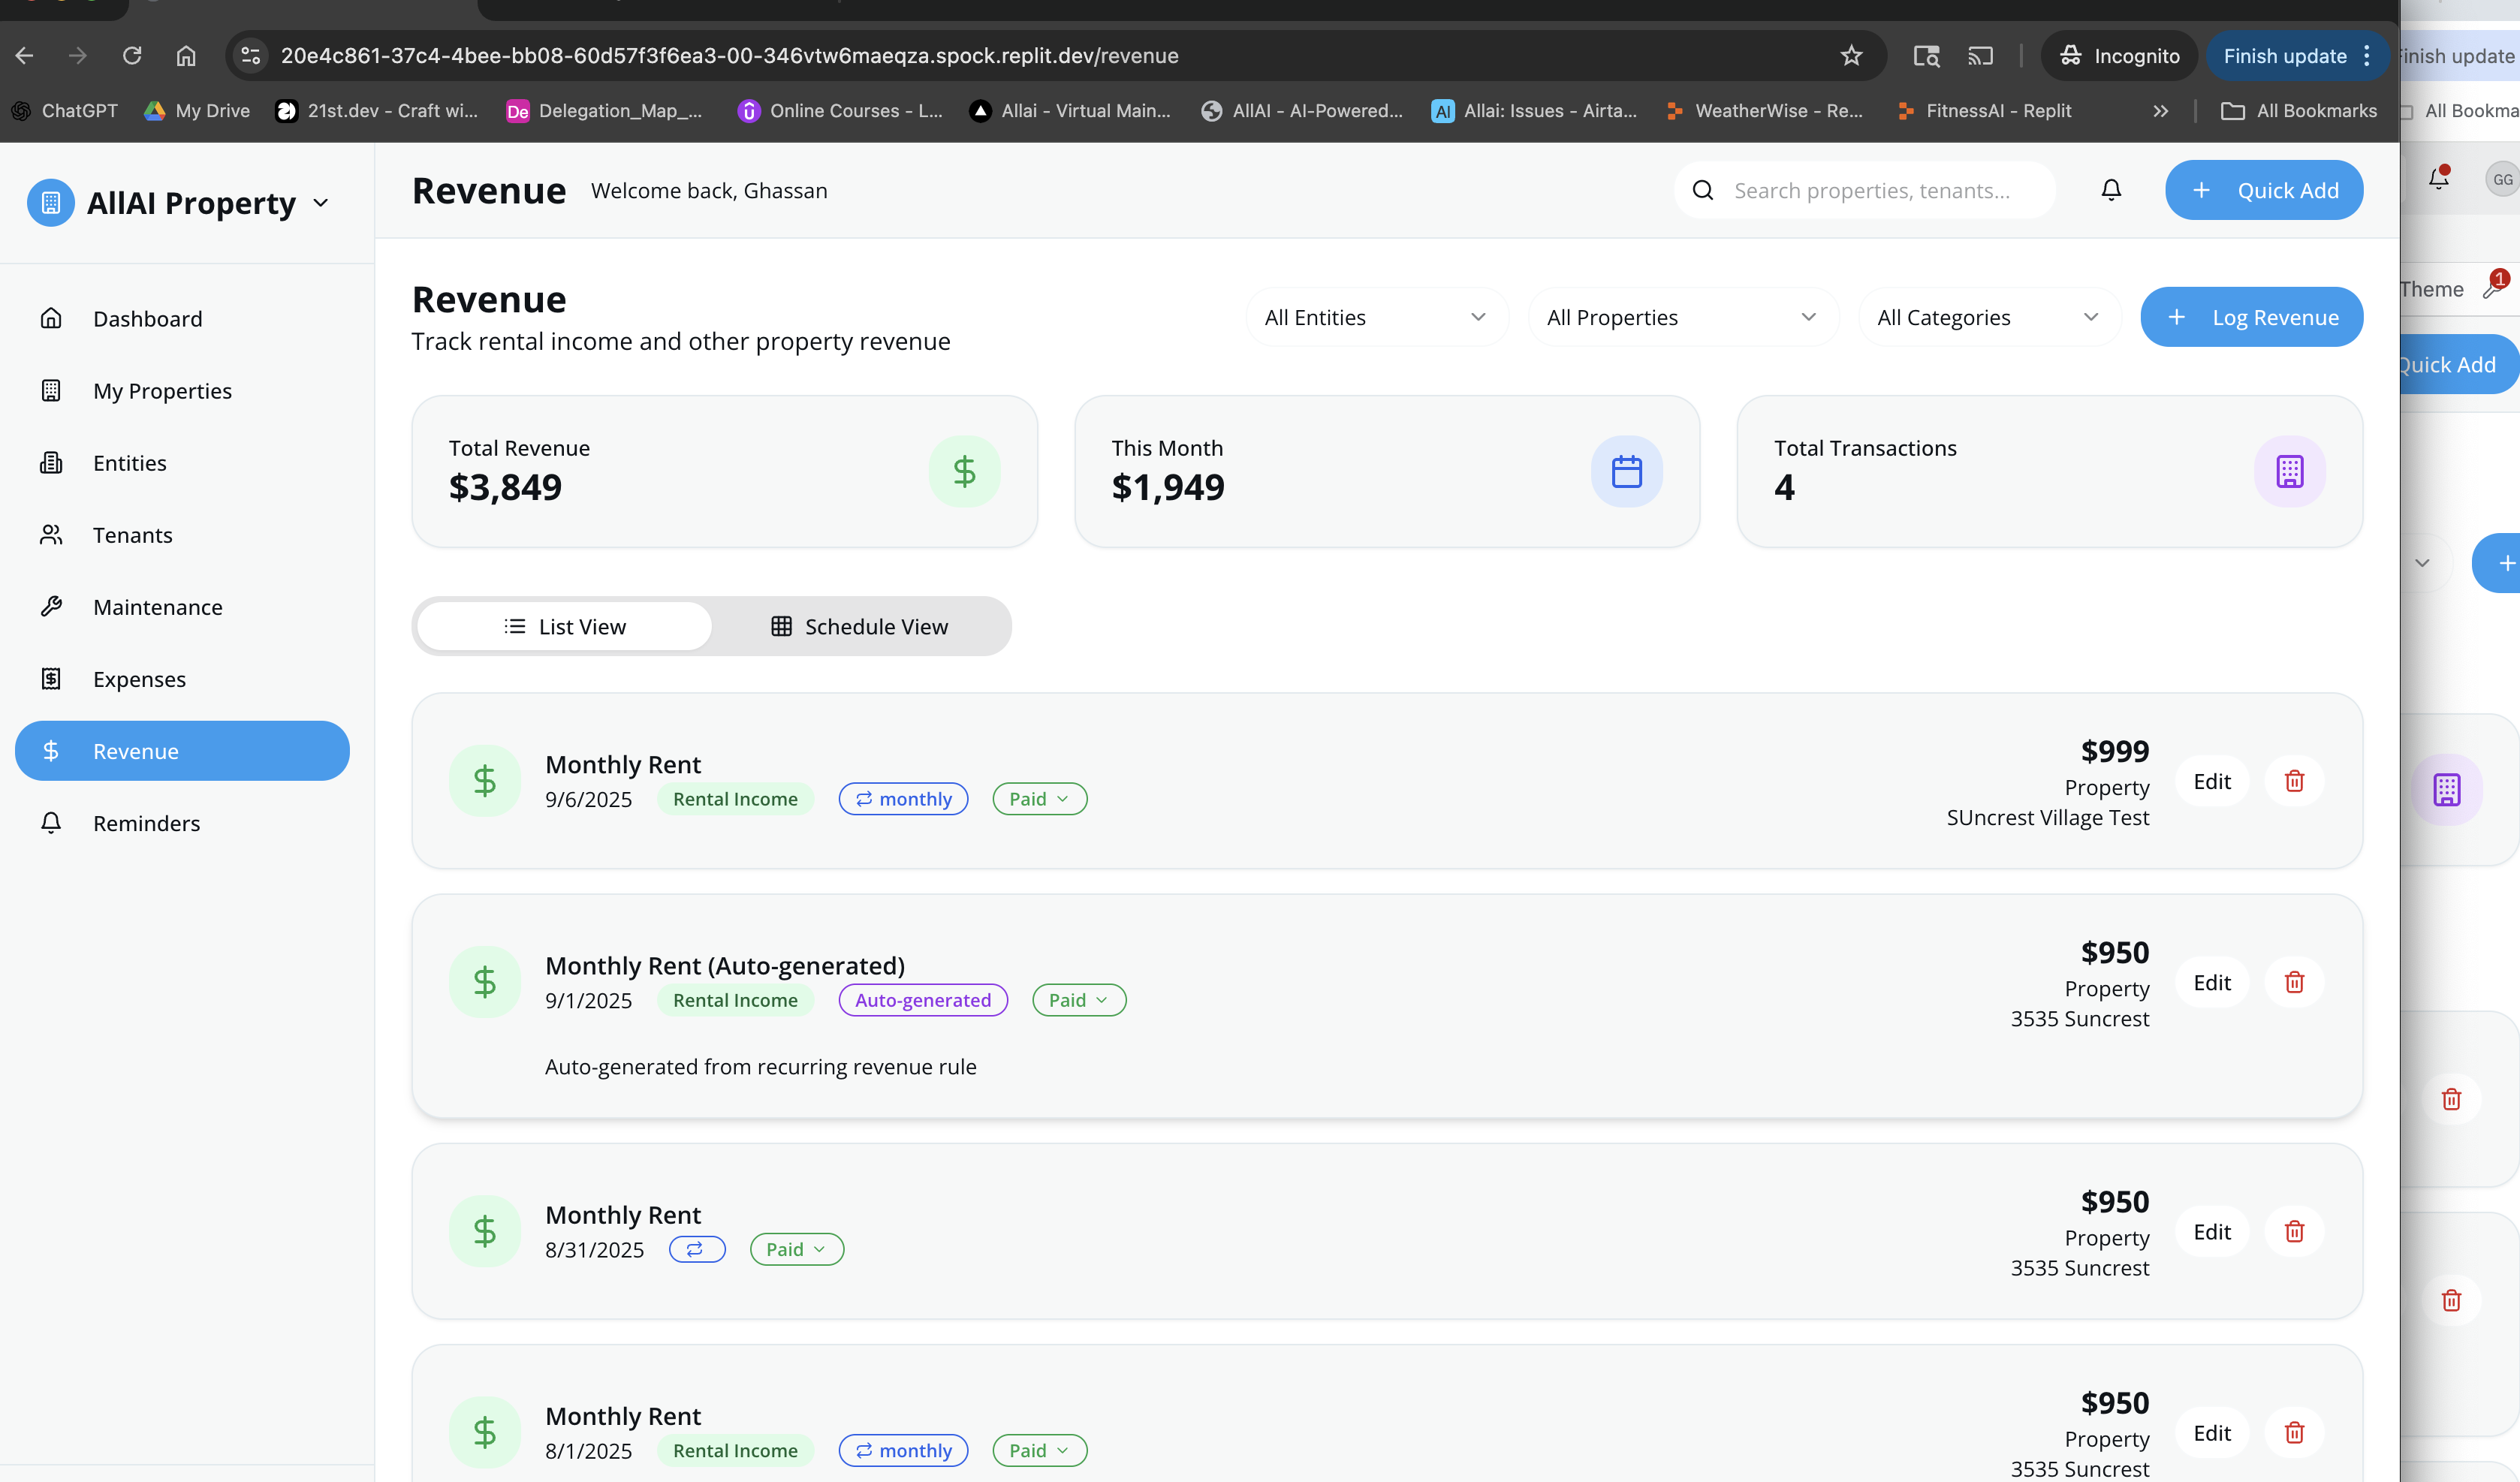 20e4c861-37c4-4bee-bb08-60d57f3f6ea3-00-346vtw6maeqza.spock.replit.dev/revenue
Incognito
Finish update
Finish update
ChatGPT
My Drive
21st.dev - Craft wi...
Delegation_Map_...
Online Courses - L...
Allai - Virtual Main...
AllAI - AI-Powered...
Allai: Issues - Airta...
WeatherWise - Re...
FitnessAI - Replit
All Bookmarks
All Bookma
AllAI Property
Revenue
Welcome back, Ghassan
Search properties, tenants...
Quick Add
GG
Dashboard
My Properties
Entities
Tenants
Maintenance
Expenses
Revenue
Reminders
Revenue
Track rental income and other property revenue
All Entities
All Properties
All Categories
Log Revenue
Theme
1
Quick Add
Total Revenue
$3,849
This Month
$1,949
Total Transactions
4
List View
Schedule View
Monthly Rent
9/6/2025
Rental Income
monthly
Paid
$999
Property
SUncrest Village Test
Edit
Monthly Rent (Auto-generated)
9/1/2025
Rental Income
Auto-generated
Paid
Auto-generated from recurring revenue rule
$950
Property
3535 Suncrest
Edit
Monthly Rent
8/31/2025
Paid
$950
Property
3535 Suncrest
Edit
Monthly Rent
8/1/2025
Rental Income
monthly
Paid
$950
Property
3535 Suncrest
Edit